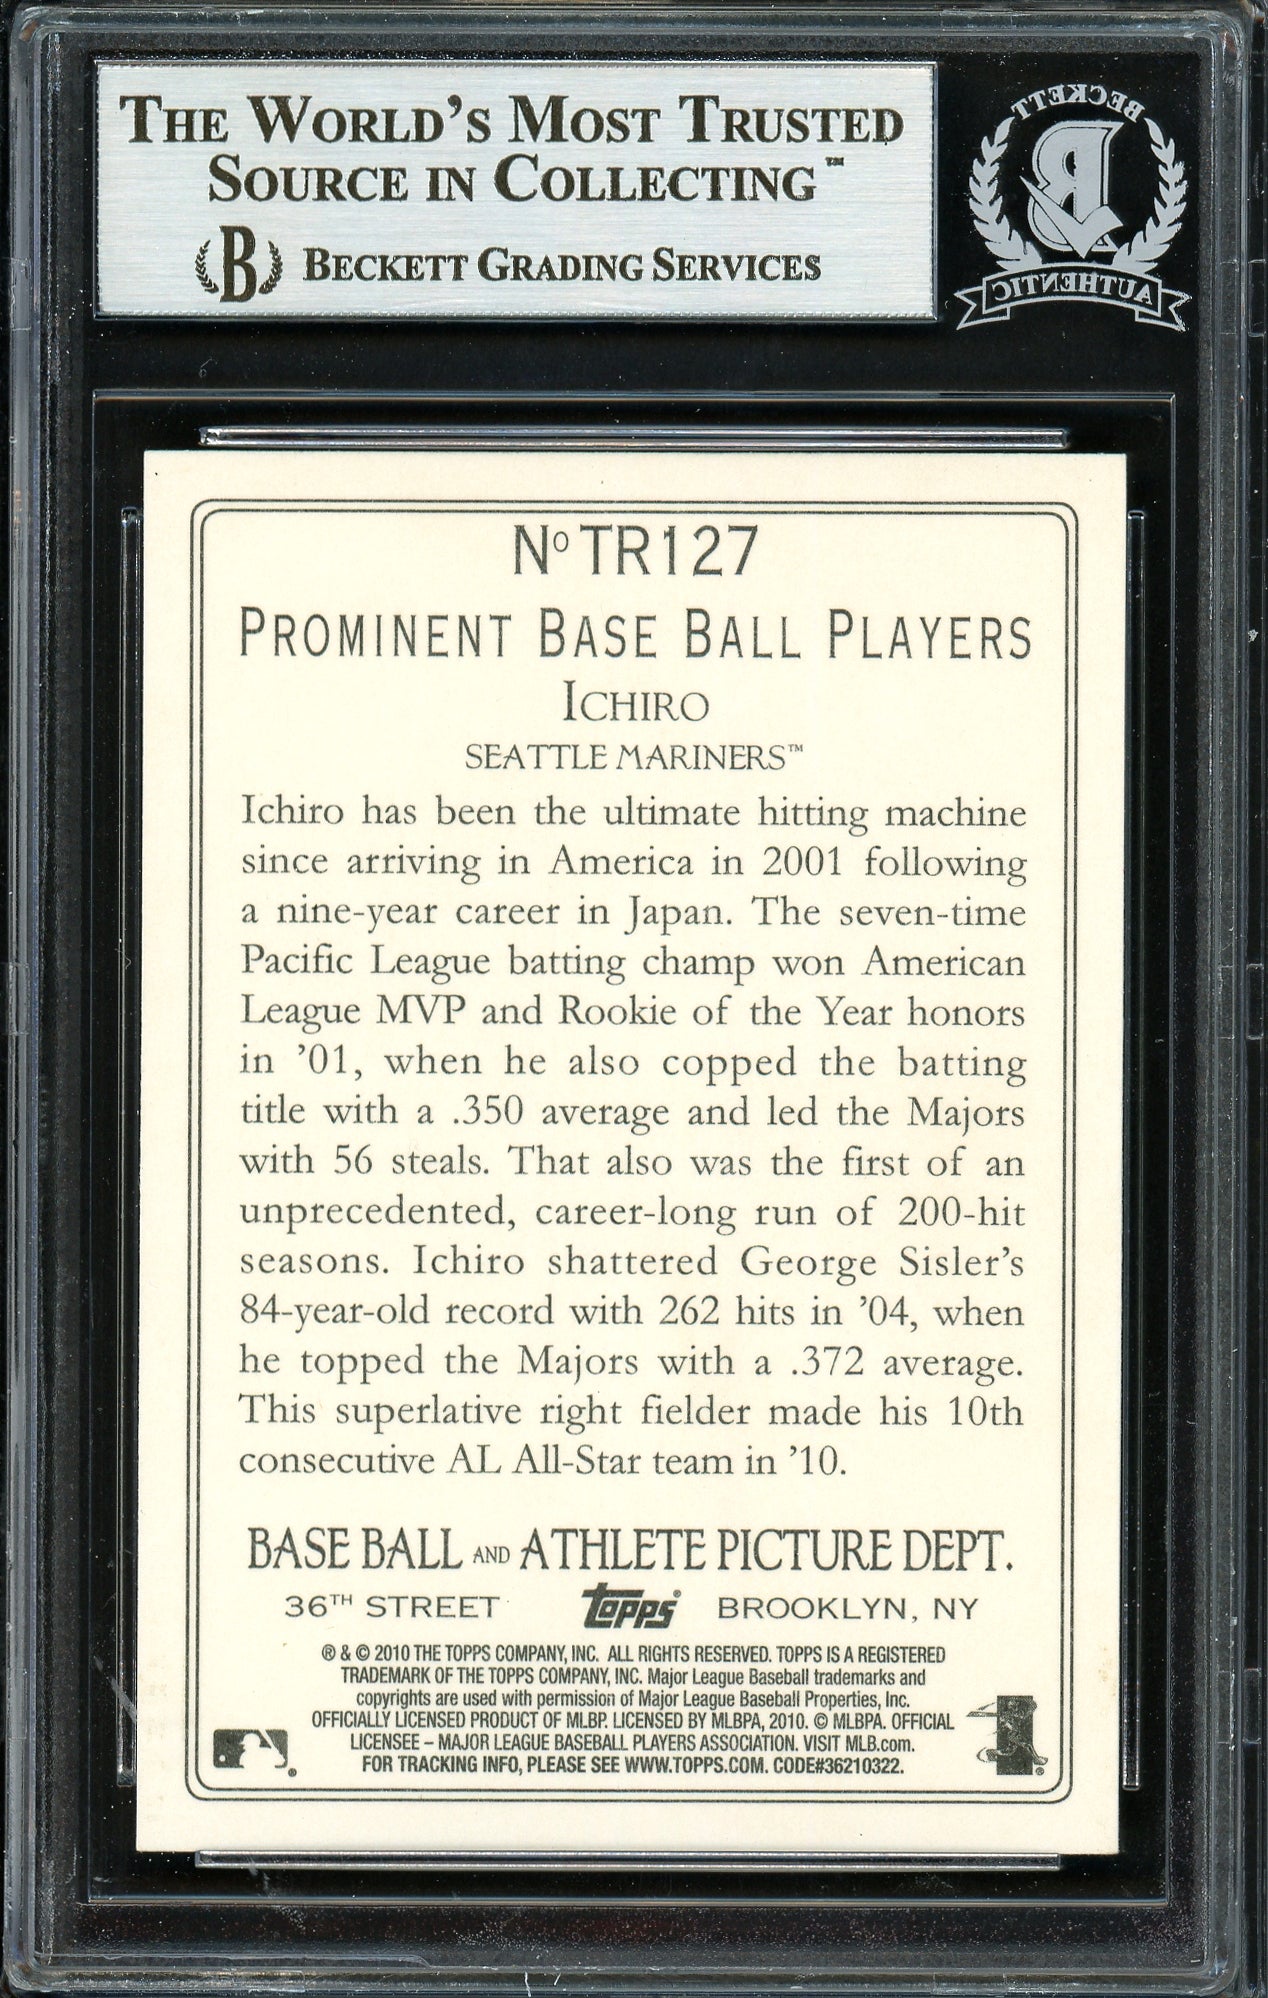 THE WORLD'S MOST TRUSTED
SOURCE IN COLLECTING™
B BECKETT GRADING SERVICES
BECKETT
B
AUTHENTIC
No TR127
PROMINENT BASE BALL PLAYERS
ICHIRO
SEATTLE MARINERS™
Ichiro has been the ultimate hitting machine
since arriving in America in 2001 following
a nine-year career in Japan. The seven-time
Pacific League batting champ won American
League MVP and Rookie of the Year honors
in '01, when he also copped the batting
title with a .350 average and led the Majors
with 56 steals. That also was the first of an
unprecedented, career-long run of 200-hit
seasons. Ichiro shattered George Sisler's
84-year-old record with 262 hits in '04, when
he topped the Majors with a .372 average.
This superlative right fielder made his 10th
consecutive AL All-Star team in '10.
BASE BALL AND ATHLETE PICTURE DEPT.
36TH STREET topps® BROOKLYN, NY
® & © 2010 THE TOPPS COMPANY, INC. ALL RIGHTS RESERVED. TOPPS IS A REGISTERED
TRADEMARK OF THE TOPPS COMPANY, INC. Major League Baseball trademarks and
copyrights are used with permission of Major League Baseball Properties, Inc.
OFFICIALLY LICENSED PRODUCT OF MLBP. LICENSED BY MLBPA, 2010. © MLBPA. OFFICIAL
LICENSEE – MAJOR LEAGUE BASEBALL PLAYERS ASSOCIATION. VISIT MLB.com.
FOR TRACKING INFO, PLEASE SEE WWW.TOPPS.COM. CODE#36210322.